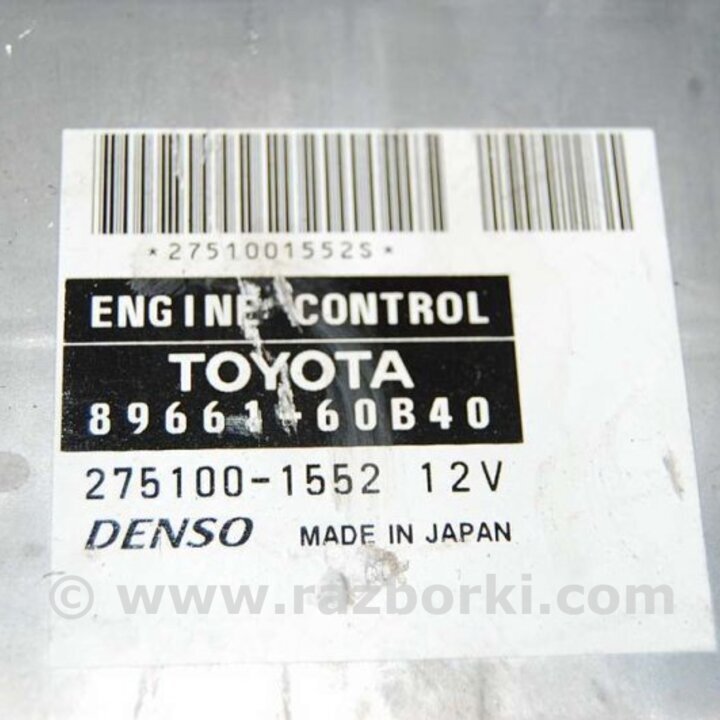 *2751001552S*
ENGINE CONTROL
TOYOTA
89661-60B40
275100-1552 12V
DENSO MADE IN JAPAN
© www.razborki.com